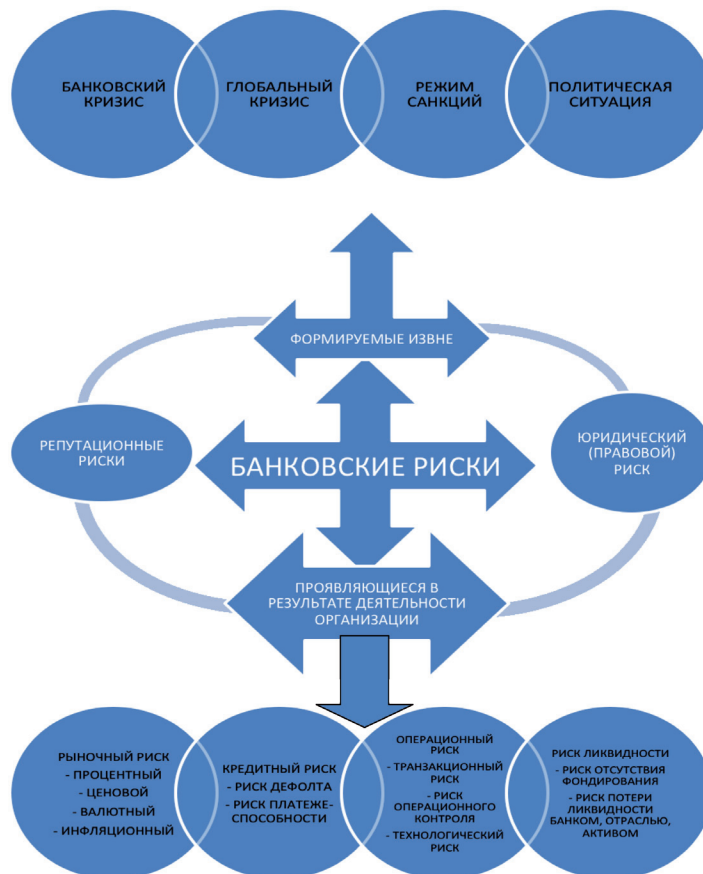 БАНКОВСКИЙ
КРИЗИС
ГЛОБАЛЬНЫЙ
КРИЗИС
РЕЖИМ
САНКЦИЙ
ПОЛИТИЧЕСКАЯ
СИТУАЦИЯ
ФОРМИРУЕМЫЕ ИЗВНЕ
РЕПУТАЦИОННЫЕ
РИСКИ
БАНКОВСКИЕ РИСКИ
ЮРИДИЧЕСКИЙ
(ПРАВОВОЙ)
РИСК
ПРОЯВЛЯЮЩИЕСЯ В
РЕЗУЛЬТАТЕ ДЕЯТЕЛЬНОСТИ
ОРГАНИЗАЦИИ
РЫНОЧНЫЙ РИСК
- ПРОЦЕНТНЫЙ
- ЦЕНОВОЙ
- ВАЛЮТНЫЙ
- ИНФЛЯЦИОННЫЙ
КРЕДИТНЫЙ РИСК
- РИСК ДЕФОЛТА
- РИСК ПЛАТЕЖЕ-
СПОСОБНОСТИ
ОПЕРАЦИОННЫЙ
РИСК
- ТРАНЗАКЦИОННЫЙ
РИСК
- РИСК
ОПЕРАЦИОННОГО
КОНТРОЛЯ
- ТЕХНОЛОГИЧЕСКИЙ
РИСК
РИСК ЛИКВИДНОСТИ
- РИСК ОТСУТСТВИЯ
ФОНДИРОВАНИЯ
- РИСК ПОТЕРИ
ЛИКВИДНОСТИ
БАНКОМ, ОТРАСЛЬЮ,
АКТИВОМ